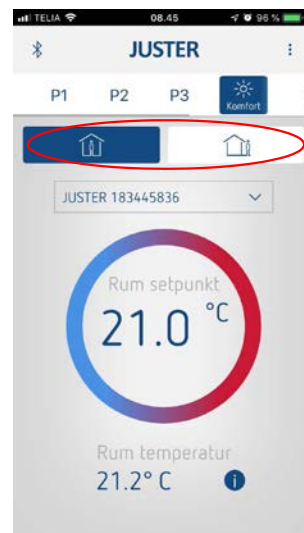 TELIA 08.45 96 %
JUSTER
P1 P2 P3 Komfort
JUSTER 183445836
Rum setpunkt
21.0 °C
Rum temperatur
21.2° C i